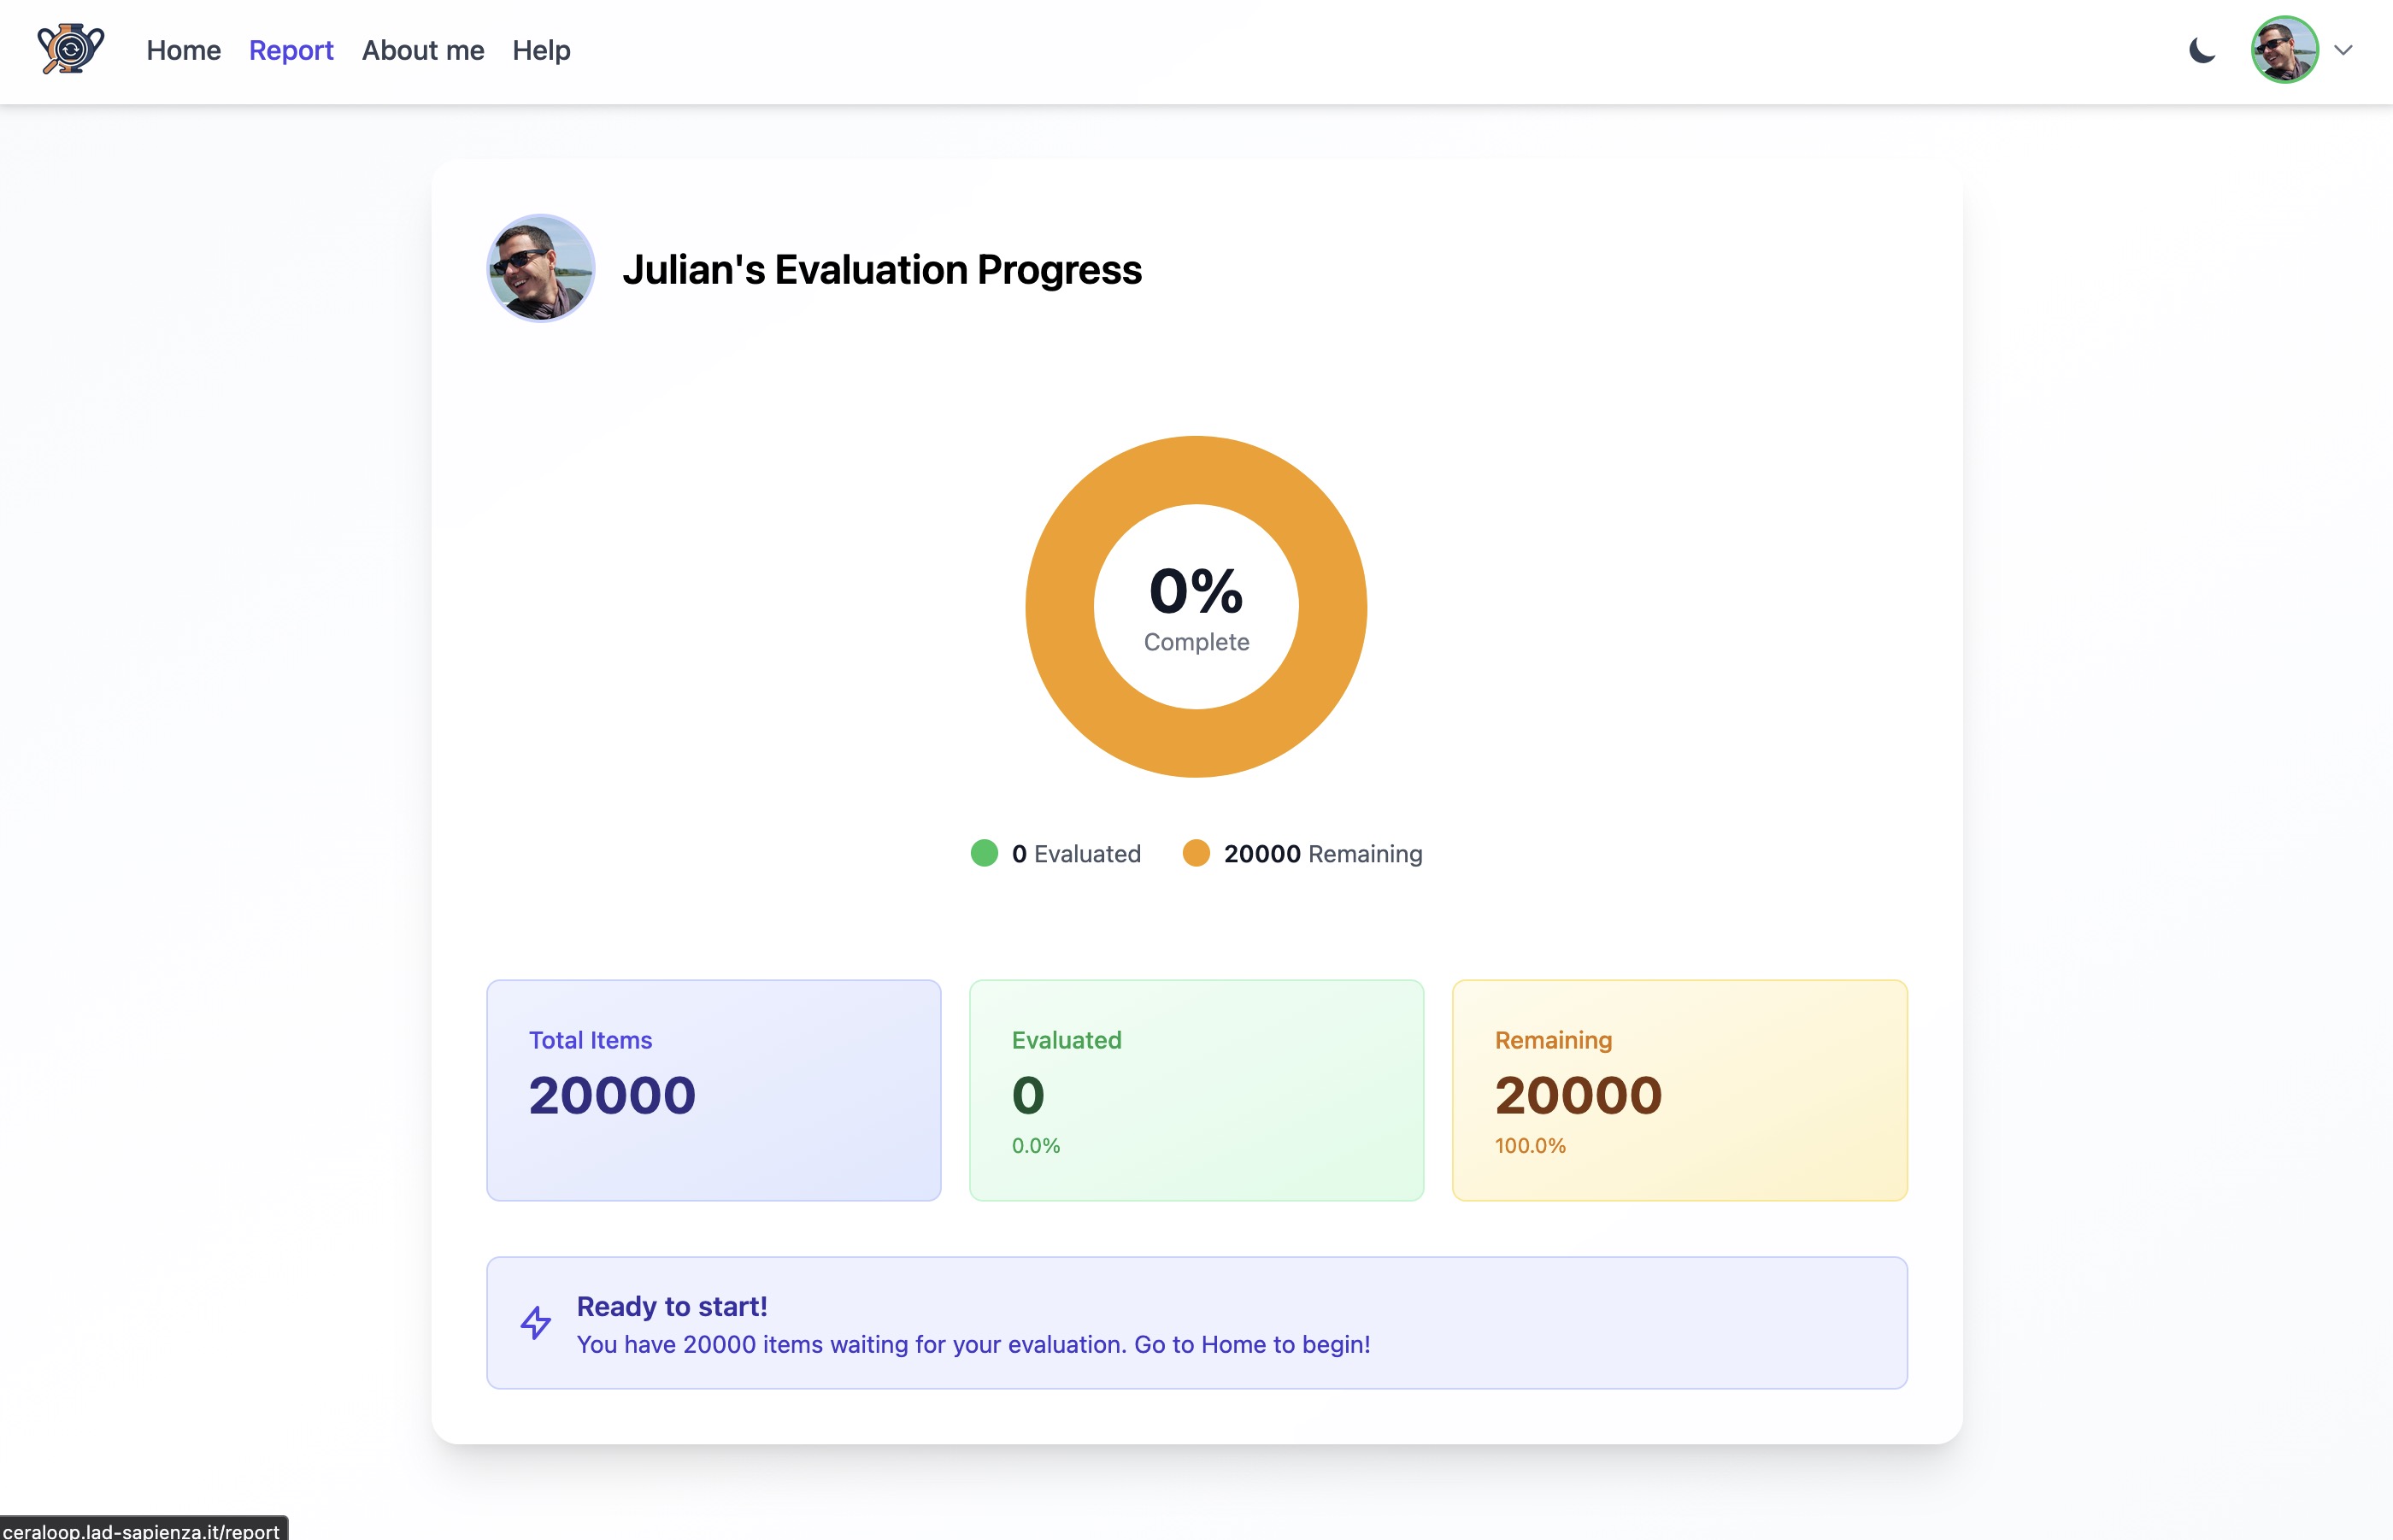 Home Report About me Help
Julian's Evaluation Progress
0%
Complete
0 Evaluated 20000 Remaining
Total Items
20000
Evaluated
0
0.0%
Remaining
20000
100.0%
Ready to start!
You have 20000 items waiting for your evaluation. Go to Home to begin!
ceraloop.lad-sapienza.it/report